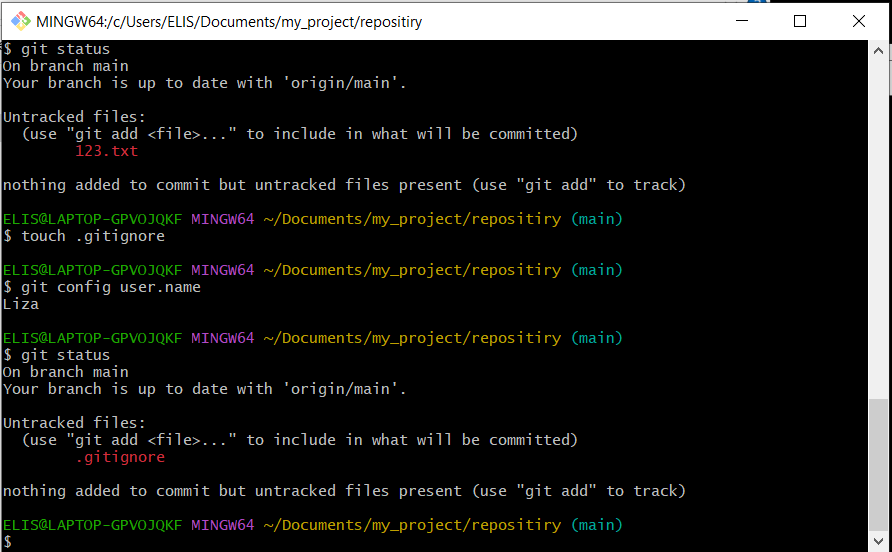 MINGW64:/c/Users/ELIS/Documents/my_project/repositiry
$ git status
On branch main
Your branch is up to date with 'origin/main'.
Untracked files:
(use "git add <file>..." to include in what will be committed)
123.txt
nothing added to commit but untracked files present (use "git add" to track)
ELIS@LAPTOP-GPVOJQKF MINGW64 ~/Documents/my_project/repositiry (main)
$ touch .gitignore
ELIS@LAPTOP-GPVOJQKF MINGW64 ~/Documents/my_project/repositiry (main)
$ git config user.name
Liza
ELIS@LAPTOP-GPVOJQKF MINGW64 ~/Documents/my_project/repositiry (main)
$ git status
On branch main
Your branch is up to date with 'origin/main'.
Untracked files:
(use "git add <file>..." to include in what will be committed)
.gitignore
nothing added to commit but untracked files present (use "git add" to track)
ELIS@LAPTOP-GPVOJQKF MINGW64 ~/Documents/my_project/repositiry (main)
$